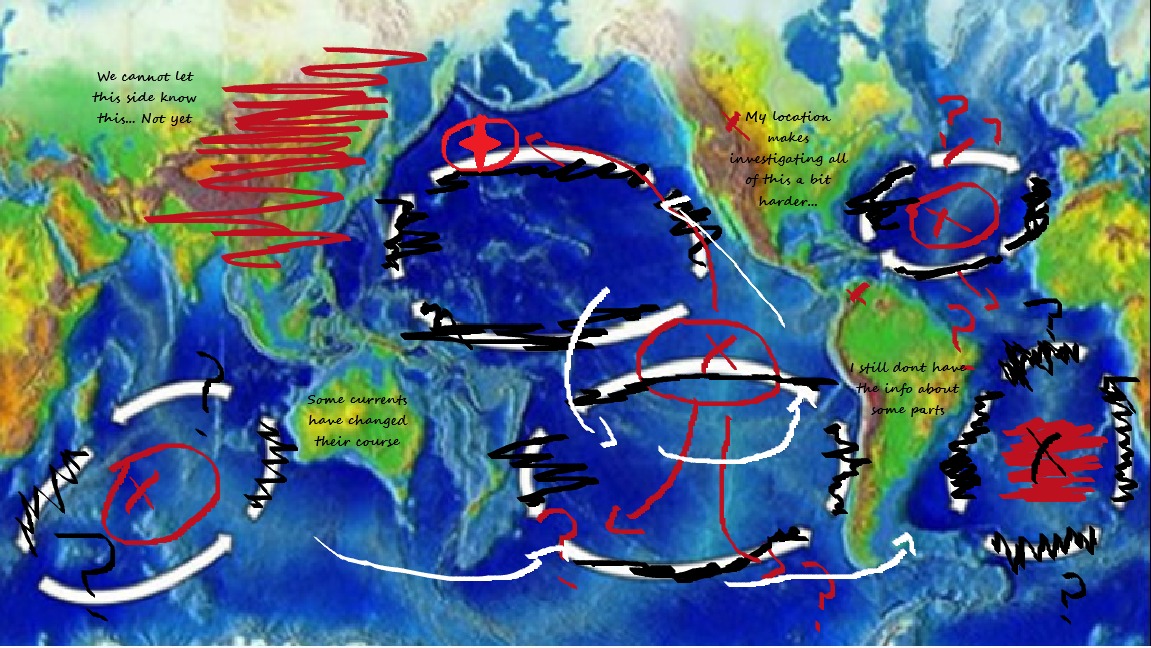 We cannot let
this side know
this... Not yet
My location
makes
investigating all
of this a bit
harder...
I still dont have
the info about
some parts
Some currents
have changed
their course